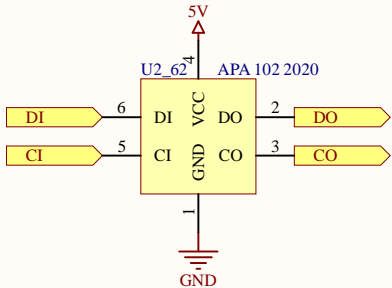 5V
U2_62 4 APA 102 2020
DI 6 DI VCC DO 2 DO
CI 5 CI GND CO 3 CO
1
GND